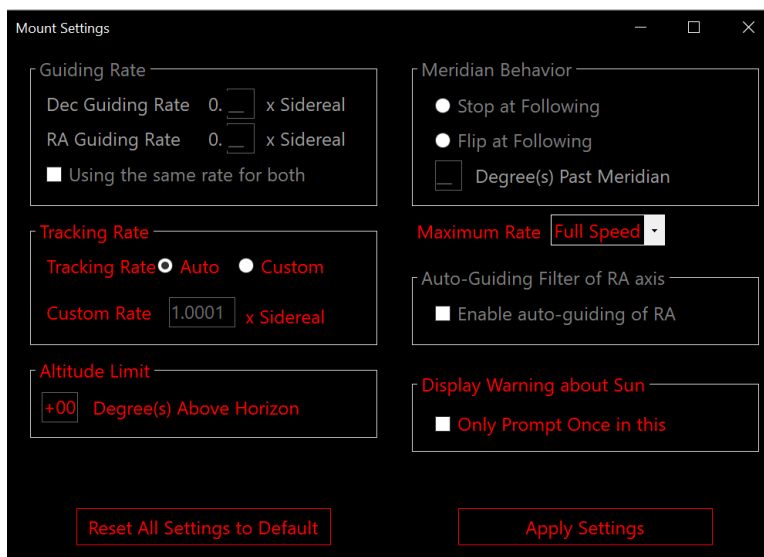 Mount Settings
Guiding Rate
Dec Guiding Rate 0. __ x Sidereal
RA Guiding Rate 0. __ x Sidereal
Using the same rate for both
Tracking Rate
Tracking Rate Auto Custom
Custom Rate 1.0001 x Sidereal
Altitude Limit
+00 Degree(s) Above Horizon
Meridian Behavior
Stop at Following
Flip at Following
__ Degree(s) Past Meridian
Maximum Rate Full Speed
Auto-Guiding Filter of RA axis
Enable auto-guiding of RA
Display Warning about Sun
Only Prompt Once in this
Reset All Settings to Default
Apply Settings